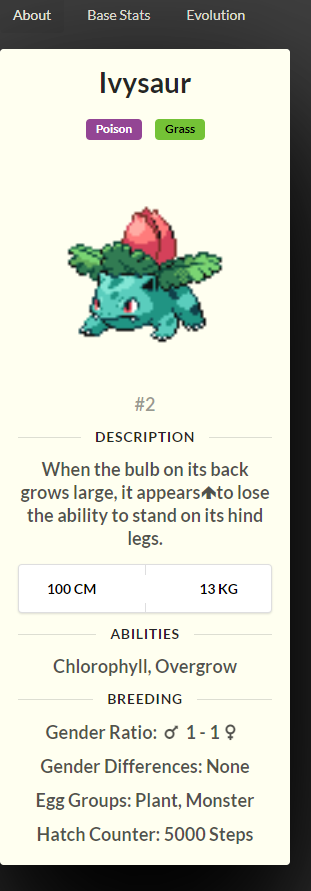 About Base Stats Evolution
Ivysaur
Poison Grass
#2
DESCRIPTION
When the bulb on its back
grows large, it appears🡅to lose
the ability to stand on its hind
legs.
100 CM 13 KG
ABILITIES
Chlorophyll, Overgrow
BREEDING
Gender Ratio: ♂ 1 - 1 ♀
Gender Differences: None
Egg Groups: Plant, Monster
Hatch Counter: 5000 Steps